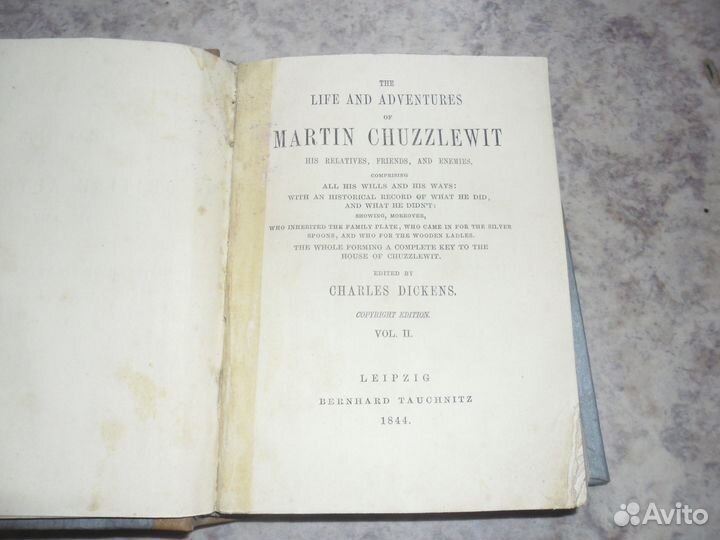 THE
LIFE AND ADVENTURES
OF
MARTIN CHUZZLEWIT
HIS RELATIVES, FRIENDS, AND ENEMIES.
COMPRISING
ALL HIS WILLS AND HIS WAYS:
WITH AN HISTORICAL RECORD OF WHAT HE DID,
AND WHAT HE DIDN'T:
SHOWING, MOREOVER,
WHO INHERITED THE FAMILY PLATE, WHO CAME IN FOR THE SILVER
SPOONS, AND WHO FOR THE WOODEN LADLES.
THE WHOLE FORMING A COMPLETE KEY TO THE
HOUSE OF CHUZZLEWIT.
EDITED BY
CHARLES DICKENS.
COPYRIGHT EDITION.
VOL. II.
LEIPZIG
BERNHARD TAUCHNITZ
1844.
Avito